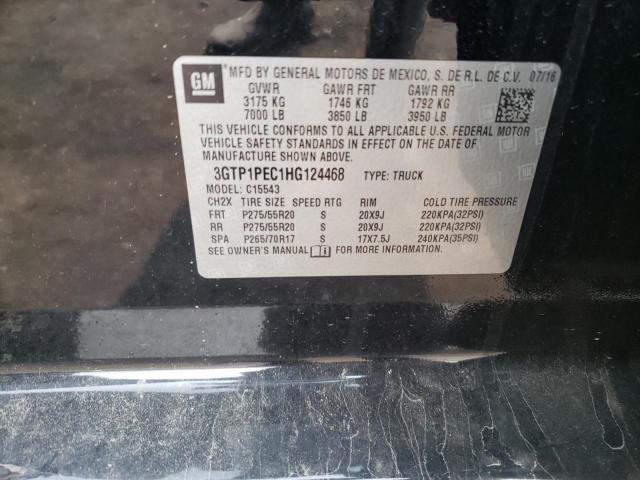 GM
MFD BY GENERAL MOTORS DE MEXICO, S. DE R.L. DE C.V. 07/16
GVWR GAWR FRT GAWR RR
3175 KG 1746 KG 1792 KG
7000 LB 3850 LB 3950 LB
THIS VEHICLE CONFORMS TO ALL APPLICABLE U.S. FEDERAL MOTOR
VEHICLE SAFETY STANDARDS IN EFFECT ON THE DATE OF
MANUFACTURE SHOWN ABOVE.
3GTP1PEC1HG124468 TYPE: TRUCK
MODEL: C15543
CH2X TIRE SIZE SPEED RTG RIM COLD TIRE PRESSURE
FRT P275/55R20 S 20X9J 220KPA(32PSI)
RR P275/55R20 S 20X9J 220KPA(32PSI)
SPA P265/70R17 S 17X7.5J 240KPA(35PSI)
SEE OWNER'S MANUAL FOR MORE INFORMATION